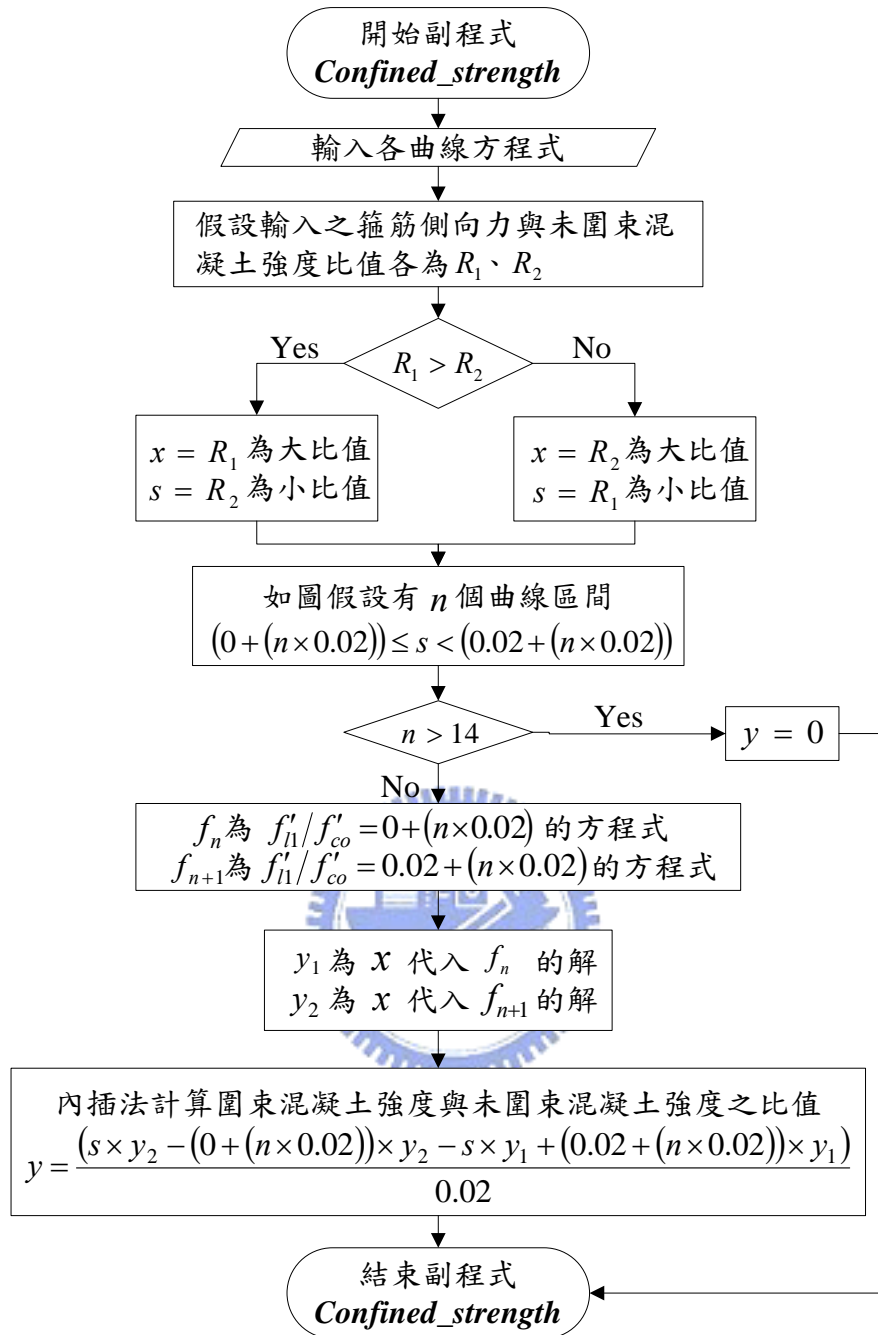 開始副程式
Confined_strength
輸入各曲線方程式
假設輸入之箍筋側向力與未圍束混
凝土強度比值各為 R₁、R₂
R₁ > R₂
Yes
No
x = R₁ 為大比值
s = R₂ 為小比值
x = R₂ 為大比值
s = R₁ 為小比值
如圖假設有 n 個曲線區間
(0+(n×0.02)) ≤ s < (0.02+(n×0.02))
n > 14
Yes
y = 0
No
fₙ為 f′l1/f′co = 0+(n×0.02) 的方程式
fₙ₊₁為 f′l1/f′co = 0.02+(n×0.02) 的方程式
y₁ 為 x 代入 fₙ 的解
y₂ 為 x 代入 fₙ₊₁ 的解
內插法計算圍束混凝土強度與未圍束混凝土強度之比值
y = (s×y₂−(0+(n×0.02))×y₂−s×y₁+(0.02+(n×0.02))×y₁)
0.02
結束副程式
Confined_strength